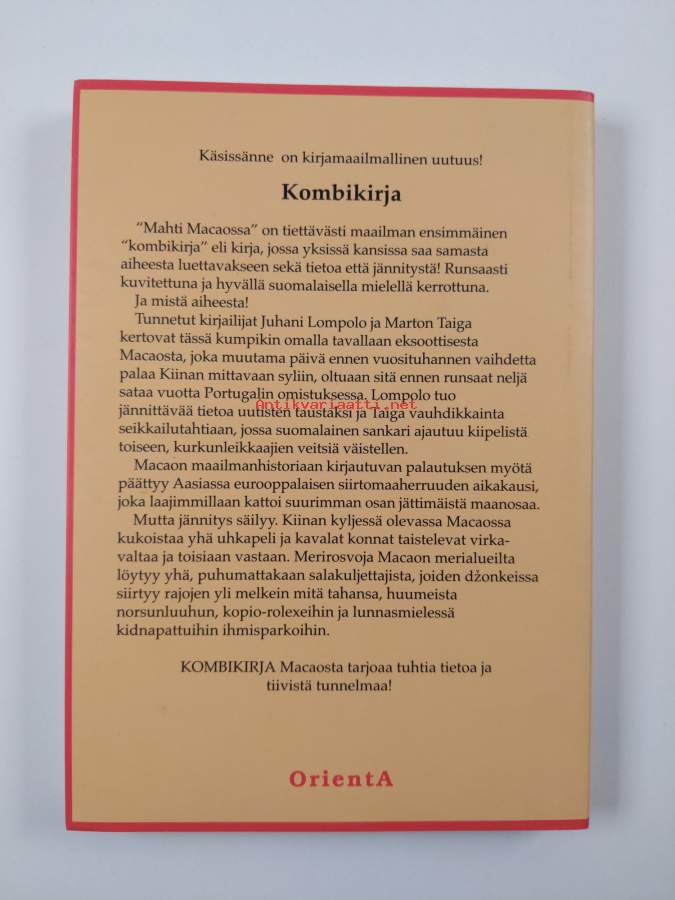 Käsissänne on kirjamaailmallinen uutuus!
Kombikirja
"Mahti Macaossa" on tiettävästi maailman ensimmäinen
"kombikirja" eli kirja, jossa yksissä kansissa saa samasta
aiheesta luettavakseen sekä tietoa että jännitystä! Runsaasti
kuvitettuna ja hyvällä suomalaisella mielellä kerrottuna.
Ja mistä aiheesta!
Tunnetut kirjailijat Juhani Lompolo ja Marton Taiga
kertovat tässä kumpikin omalla tavallaan eksoottisesta
Macaosta, joka muutama päivä ennen vuosituhannen vaihdetta
palaa Kiinan mittavaan syliin, oltuaan sitä ennen runsaat neljä
sataa vuotta Portugalin omistuksessa. Lompolo tuo
Antikvariaatti.net
jännittävää tietoa uutisten taustaksi ja Taiga vauhdikkainta
seikkailutahtiaan, jossa suomalainen sankari ajautuu kiipelistä
toiseen, kurkunleikkaajien veitsiä väistellen.
Macaon maailmanhistoriaan kirjautuvan palautuksen myötä
päättyy Aasiassa eurooppalaisen siirtomaaherruuden aikakausi,
joka laajimmillaan kattoi suurimman osan jättimäistä maanosaa.
Mutta jännitys säilyy. Kiinan kyljessä olevassa Macaossa
kukoistaa yhä uhkapeli ja kavalat konnat taistelevat virka-
valtaa ja toisiaan vastaan. Merirosvoja Macaon merialueilta
löytyy yhä, puhumattakaan salakuljettajista, joiden džonkeissa
siirtyy rajojen yli melkein mitä tahansa, huumeista
norsunluuhun, kopio-rolexeihin ja lunnasmielessä
kidnapattuihin ihmisparkoihin.
KOMBIKIRJA Macaosta tarjoaa tuhtia tietoa ja
tiivistä tunnelmaa!
OrientA